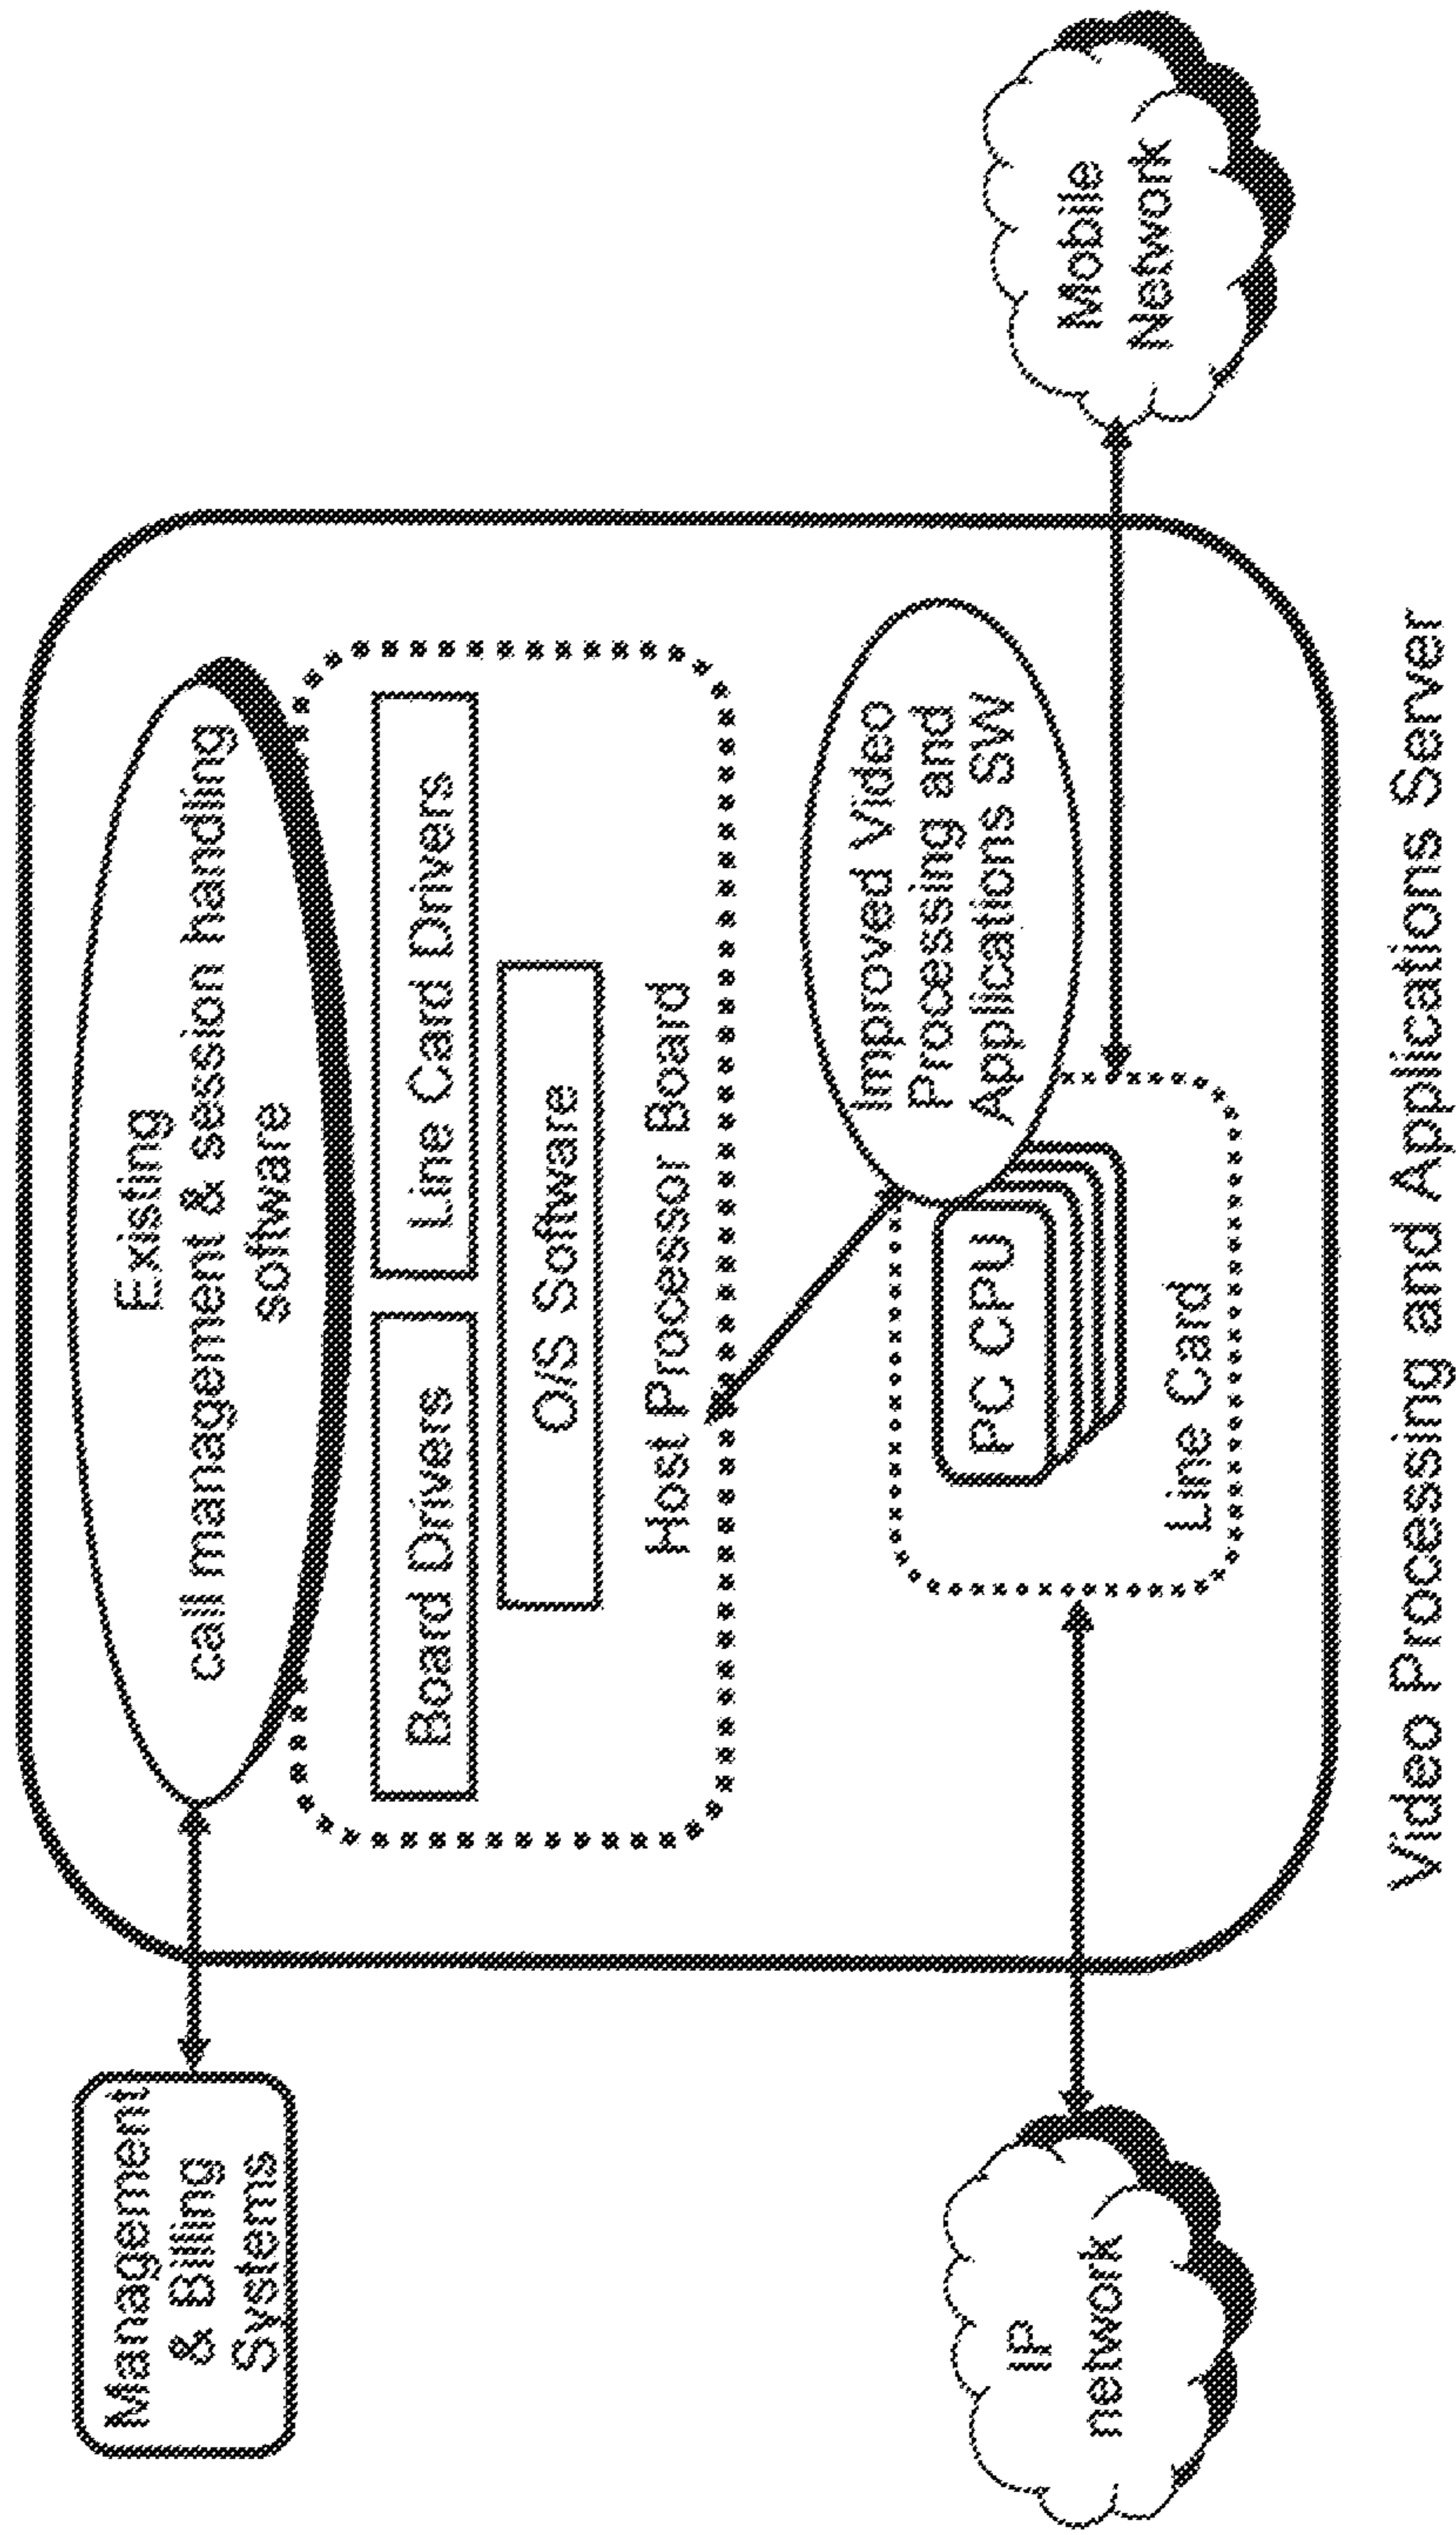 Management
& Billing
Systems
Existing
call management & session handling
software
Board Drivers
Line Card Drivers
O/S Software
Host Processor Board
Improved Video
Processing and
Applications SW
PC CPU
Line Card
IP
network
Mobile
Network
Video Processing and Applications Server